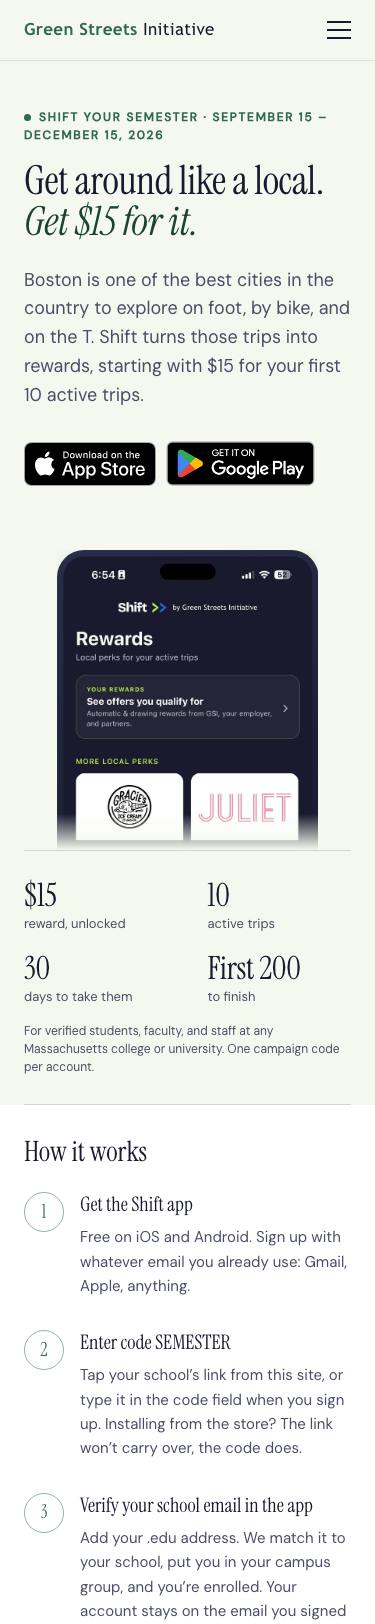 Green Streets Initiative
SHIFT YOUR SEMESTER · SEPTEMBER 15 –
DECEMBER 15, 2026
Get around like a local.
Get $15 for it.
Boston is one of the best cities in the
country to explore on foot, by bike, and
on the T. Shift turns those trips into
rewards, starting with $15 for your first
10 active trips.
Download on the
App Store
GET IT ON
Google Play
6:54
52
Shift >> by Green Streets Initiative
Rewards
Local perks for your active trips
YOUR REWARDS
See offers you qualify for
Automatic & drawing rewards from GSI, your employer,
and partners.
MORE LOCAL PERKS
GRACIE'S
ICE CREAM
JULIET
$15
reward, unlocked
10
active trips
30
days to take them
First 200
to finish
For verified students, faculty, and staff at any
Massachusetts college or university. One campaign code
per account.
How it works
1
Get the Shift app
Free on iOS and Android. Sign up with
whatever email you already use: Gmail,
Apple, anything.
2
Enter code SEMESTER
Tap your school’s link from this site, or
type it in the code field when you sign
up. Installing from the store? The link
won’t carry over, the code does.
3
Verify your school email in the app
Add your .edu address. We match it to
your school, put you in your campus
group, and you’re enrolled. Your
account stays on the email you signed